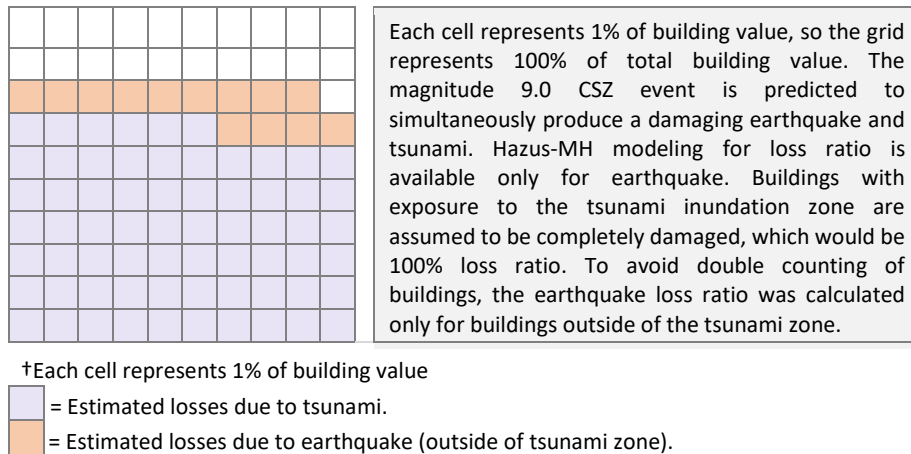 Each cell represents 1% of building value, so the grid
represents 100% of total building value. The
magnitude 9.0 CSZ event is predicted to
simultaneously produce a damaging earthquake and
tsunami. Hazus-MH modeling for loss ratio is
available only for earthquake. Buildings with
exposure to the tsunami inundation zone are
assumed to be completely damaged, which would be
100% loss ratio. To avoid double counting of
buildings, the earthquake loss ratio was calculated
only for buildings outside of the tsunami zone.
†Each cell represents 1% of building value
= Estimated losses due to tsunami.
= Estimated losses due to earthquake (outside of tsunami zone).